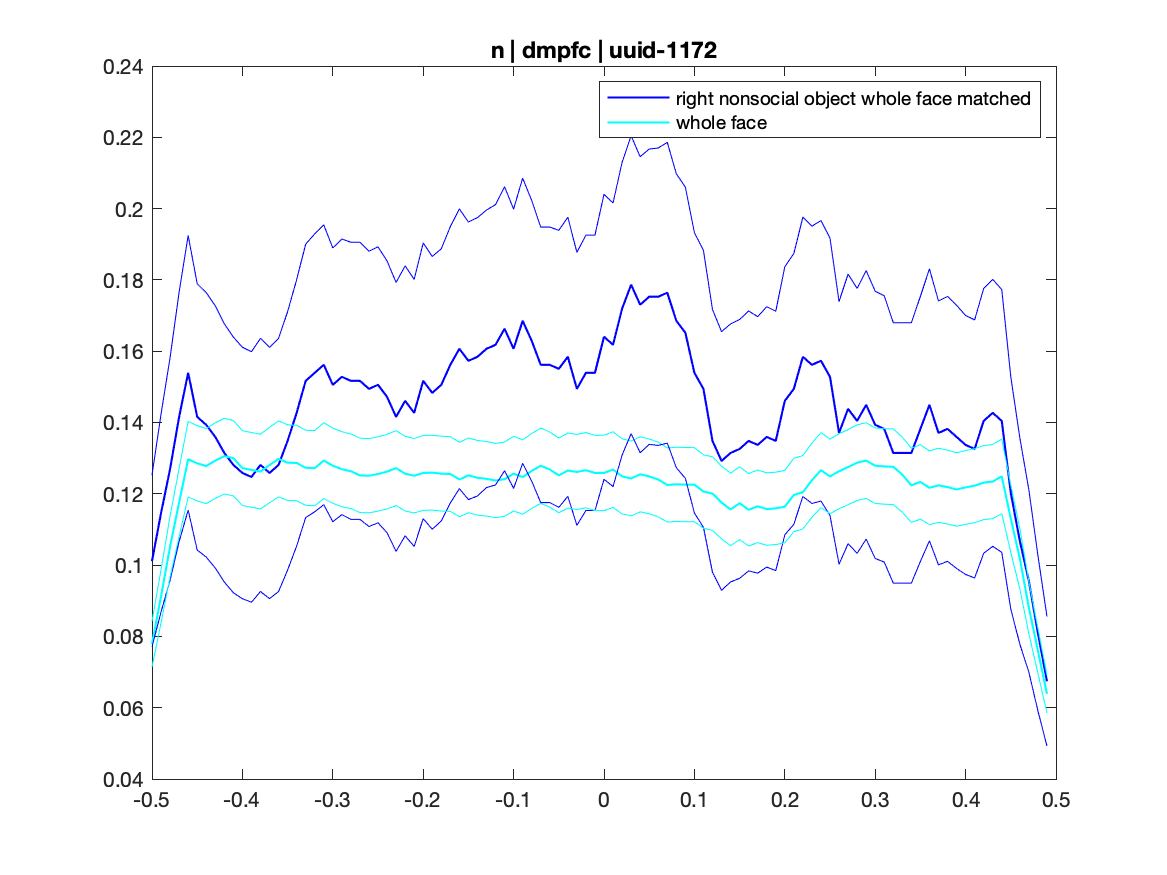 n | dmpfc | uuid-1172
right nonsocial object whole face matched
whole face
0.24
0.22
0.2
0.18
0.16
0.14
0.12
0.1
0.08
0.06
0.04
-0.5 -0.4 -0.3 -0.2 -0.1 0 0.1 0.2 0.3 0.4 0.5